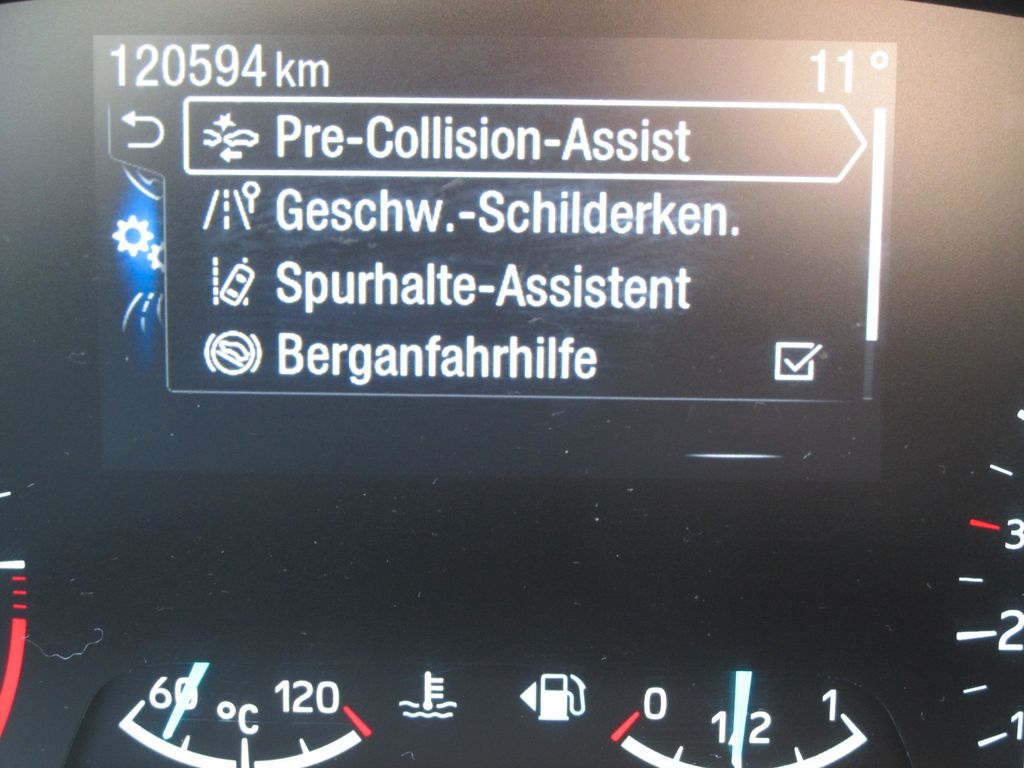 120594 km 11°
Pre-Collision-Assist
Geschw.-Schilderken.
Spurhalte-Assistent
Berganfahrhilfe
3
2
1
60 °C 120
0 1/2 1